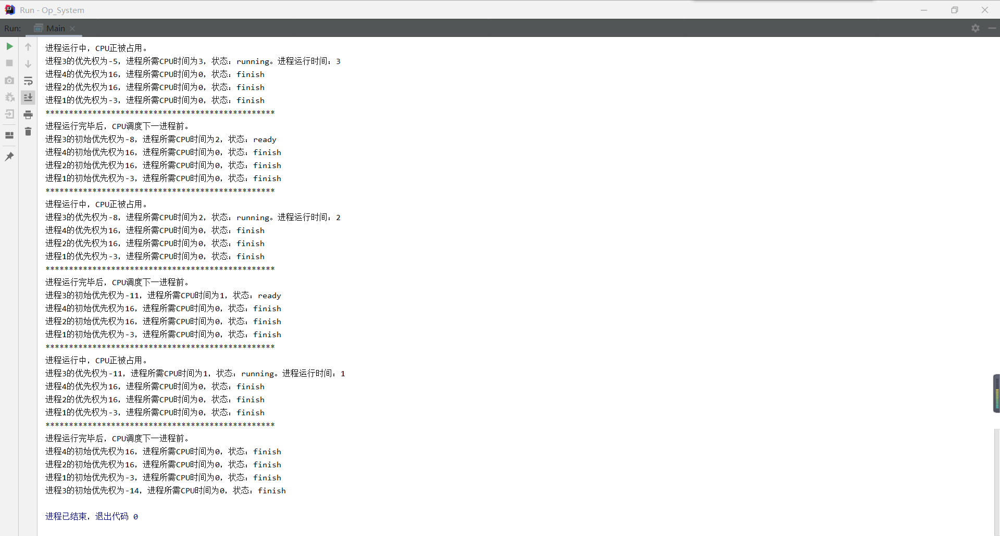 Run - Op_System
Run:
Main
进程运行中，CPU正被占用。
进程3的优先权为-5，进程所需CPU时间为3，状态：running。进程运行时间：3
进程4的优先权为16，进程所需CPU时间为0，状态：finish
进程2的优先权为16，进程所需CPU时间为0，状态：finish
进程1的优先权为-3，进程所需CPU时间为0，状态：finish
*************************************************
进程运行完毕后，CPU调度下一进程前。
进程3的初始优先权为-8，进程所需CPU时间为2，状态：ready
进程4的初始优先权为16，进程所需CPU时间为0，状态：finish
进程2的初始优先权为16，进程所需CPU时间为0，状态：finish
进程1的初始优先权为-3，进程所需CPU时间为0，状态：finish
*************************************************
进程运行中，CPU正被占用。
进程3的优先权为-8，进程所需CPU时间为2，状态：running。进程运行时间：2
进程4的优先权为16，进程所需CPU时间为0，状态：finish
进程2的优先权为16，进程所需CPU时间为0，状态：finish
进程1的优先权为-3，进程所需CPU时间为0，状态：finish
*************************************************
进程运行完毕后，CPU调度下一进程前。
进程3的初始优先权为-11，进程所需CPU时间为1，状态：ready
进程4的初始优先权为16，进程所需CPU时间为0，状态：finish
进程2的初始优先权为16，进程所需CPU时间为0，状态：finish
进程1的初始优先权为-3，进程所需CPU时间为0，状态：finish
*************************************************
进程运行中，CPU正被占用。
进程3的优先权为-11，进程所需CPU时间为1，状态：running。进程运行时间：1
进程4的优先权为16，进程所需CPU时间为0，状态：finish
进程2的优先权为16，进程所需CPU时间为0，状态：finish
进程1的优先权为-3，进程所需CPU时间为0，状态：finish
*************************************************
进程运行完毕后，CPU调度下一进程前。
进程4的初始优先权为16，进程所需CPU时间为0，状态：finish
进程2的初始优先权为16，进程所需CPU时间为0，状态：finish
进程1的初始优先权为-3，进程所需CPU时间为0，状态：finish
进程3的初始优先权为-14，进程所需CPU时间为0，状态：finish
进程已结束，退出代码 0